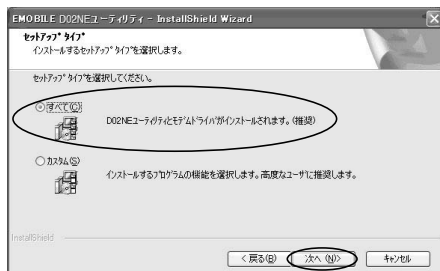 EMOBILE D02NEユーティリティ - InstallShield Wizard
セットアップ タイプ
インストールするセットアップ タイプを選択します。
セットアップ タイプを選択してください。
すべて(C)
D02NEユーティリティとモデムドライバがインストールされます。(推奨)
カスタム(S)
インストールするプログラムの機能を選択します。高度なユーザに推奨します。
InstallShield
< 戻る(B)
次へ (N)>
キャンセル